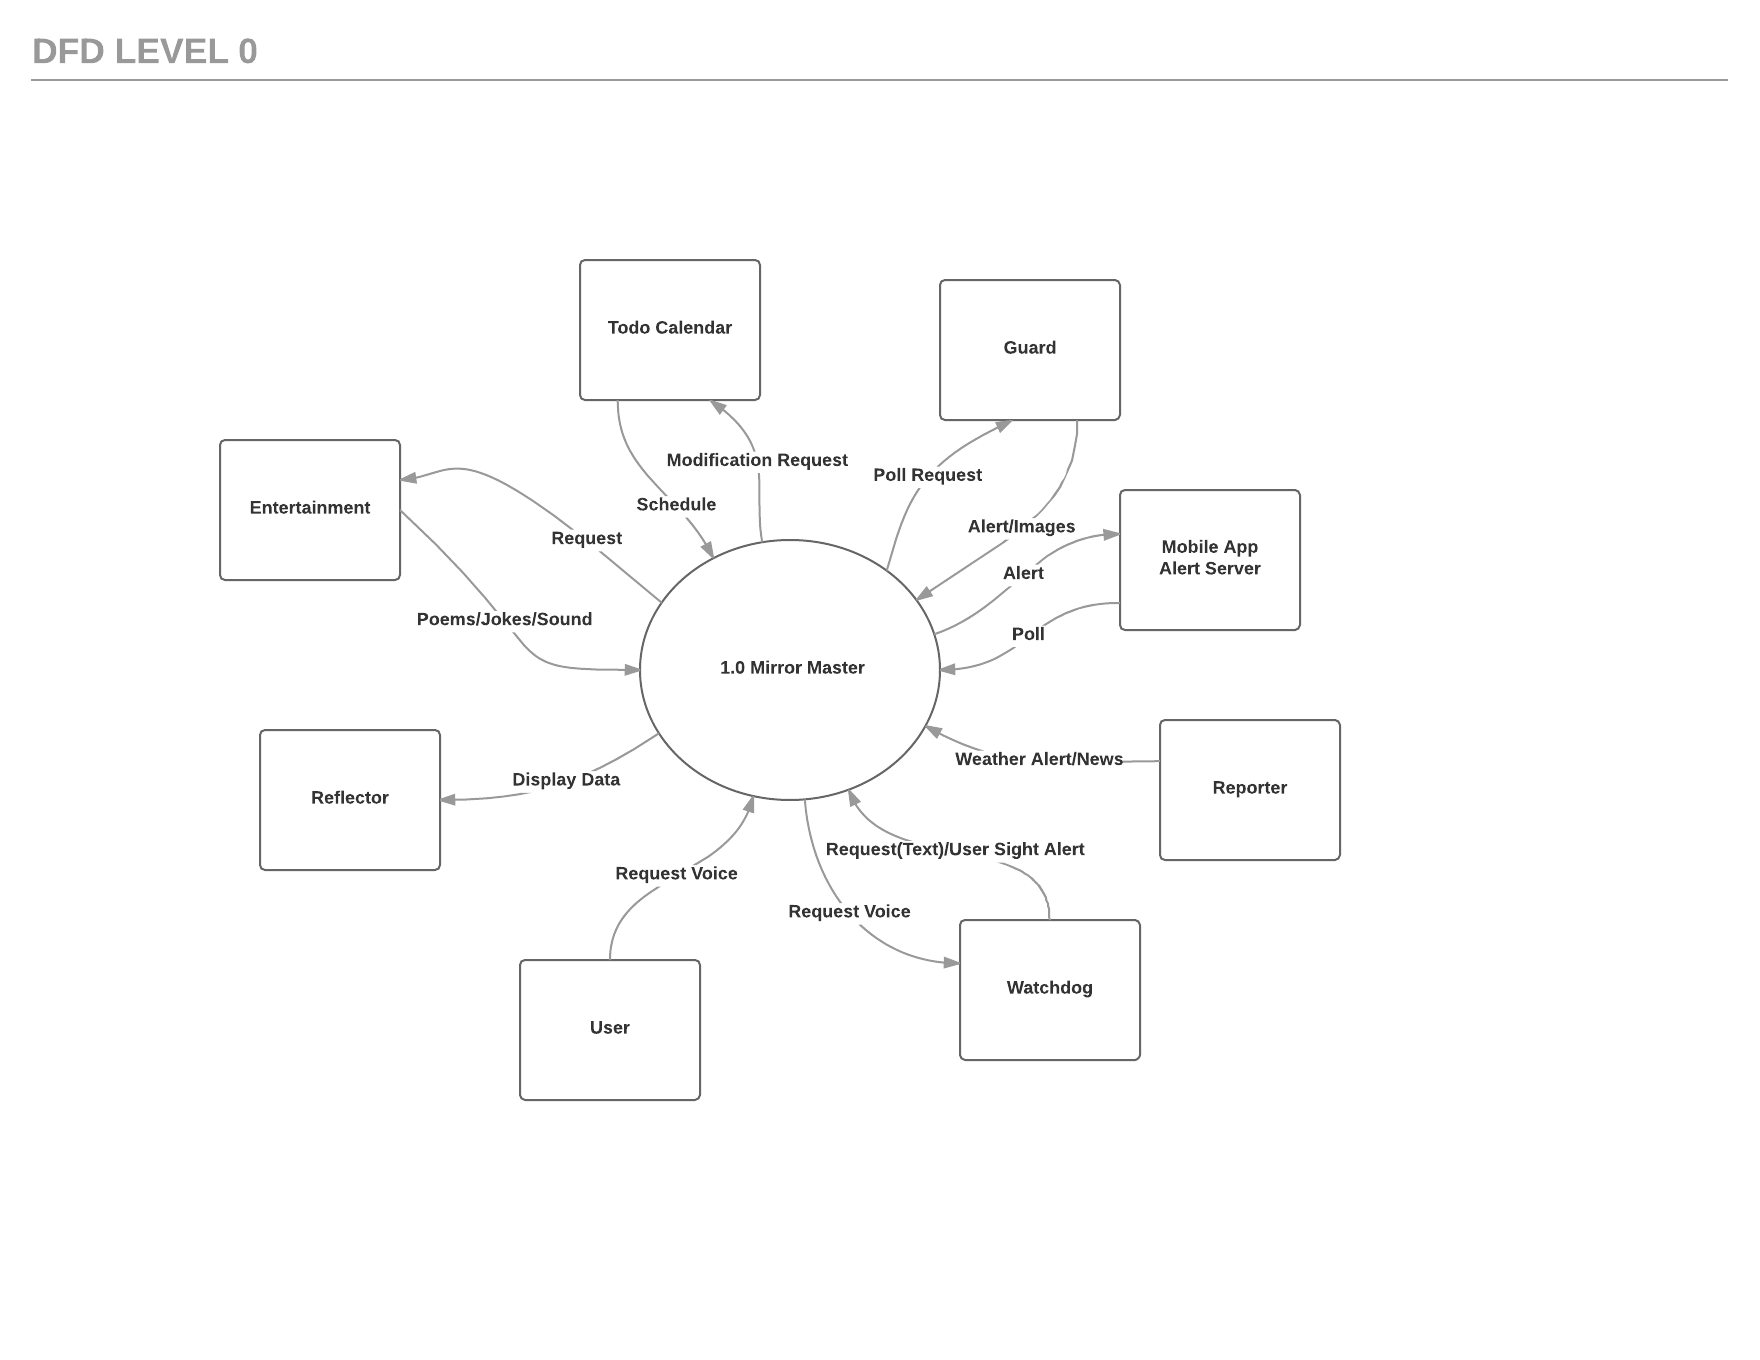 DFD LEVEL 0
Todo Calendar
Guard
Modification Request
Poll Request
Schedule
Entertainment
Alert/Images
Request
Mobile App
Alert Server
Alert
Poems/Jokes/Sound
Poll
1.0 Mirror Master
Weather Alert/News
Display Data
Reflector
Reporter
Request(Text)/User Sight Alert
Request Voice
Request Voice
Watchdog
User